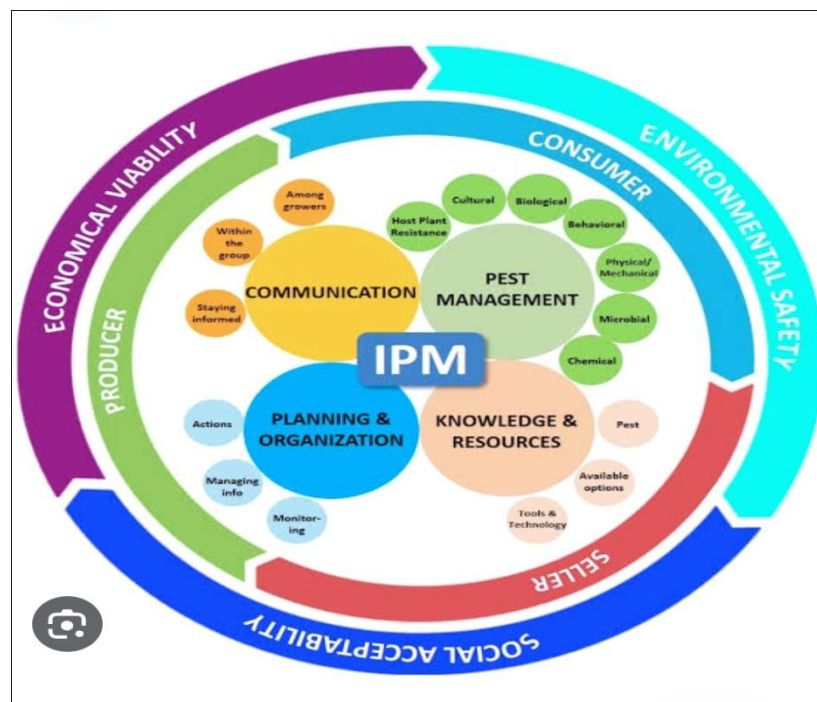 ECONOMICAL VIABILITY
ENVIRONMENTAL SAFETY
SOCIAL ACCEPTABILITY
PRODUCER
CONSUMER
SELLER
Among
growers
Within
the
group
Staying
informed
COMMUNICATION
Host Plant
Resistance
Cultural
Biological
Behavioral
Physical/
Mechanical
Microbial
Chemical
PEST
MANAGEMENT
IPM
PLANNING &
ORGANIZATION
Actions
Managing
info
Monitor-
ing
KNOWLEDGE &
RESOURCES
Pest
Available
options
Tools &
Technology